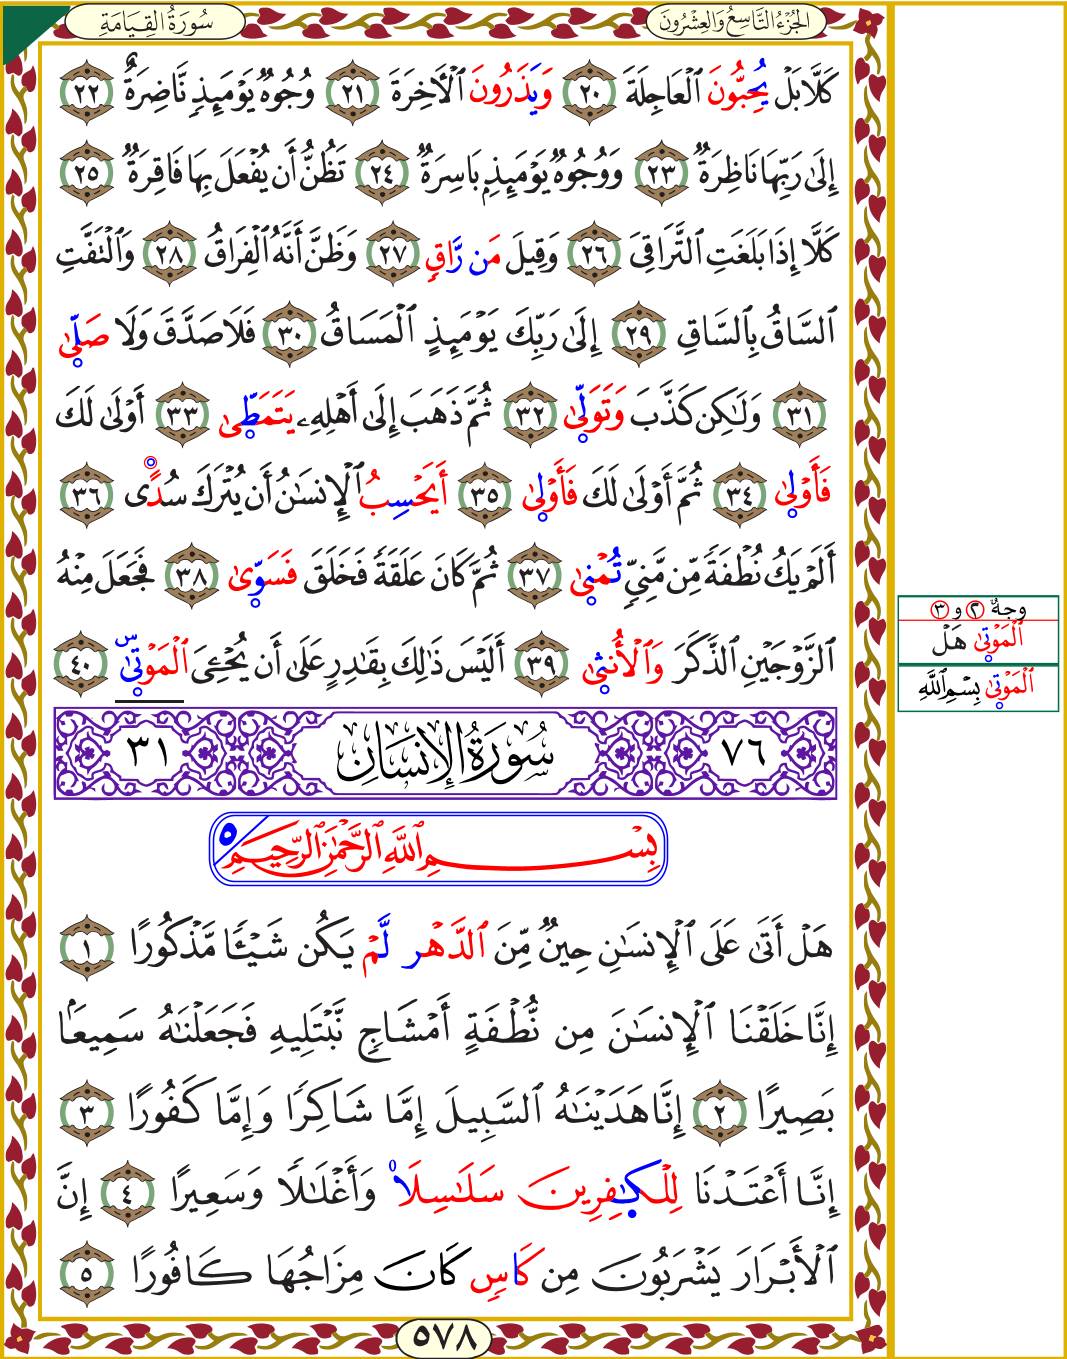 سُورَةُ القِيَامَةِ
الجُزْءُ التَّاسِعُ وَالعِشْرُونَ
كَلَّا بَلْ يُحِبُّونَ ٱلْعَاجِلَةَ ٢٠ وَيَذَرُونَ ٱلْأَخِرَةَ ٢١ وُجُوهٌ يَوْمَئِذٍ نَّاضِرَةٌ ٢٢
إِلَىٰ رَبِّهَا نَاظِرَةٌ ٢٣ وَوُجُوهٌ يَوْمَئِذٍ بَاسِرَةٌ ٢٤ تَظُنُّ أَن يُفْعَلَ بِهَا فَاقِرَةٌ ٢٥
كَلَّا إِذَا بَلَغَتِ ٱلتَّرَاقِيَ ٢٦ وَقِيلَ مَن رَّاقٍ ٢٧ وَظَنَّ أَنَّهُ ٱلْفِرَاقُ ٢٨ وَٱلْتَفَّتِ
ٱلسَّاقُ بِٱلسَّاقِ ٢٩ إِلَىٰ رَبِّكَ يَوْمَئِذٍ ٱلْمَسَاقُ ٣٠ فَلَا صَدَّقَ وَلَا صَلَّىٰ
٣١ وَلَٰكِن كَذَّبَ وَتَوَلَّىٰ ٣٢ ثُمَّ ذَهَبَ إِلَىٰ أَهْلِهِۦ يَتَمَطَّىٰ ٣٣ أَوْلَىٰ لَكَ
فَأَوْلَىٰ ٣٤ ثُمَّ أَوْلَىٰ لَكَ فَأَوْلَىٰ ٣٥ أَيَحْسِبُ ٱلْإِنسَٰنُ أَن يُتْرَكَ سُدًى ٣٦
أَلَمْ يَكُ نُطْفَةً مِّن مَّنِيٍّ تُمْنَىٰ ٣٧ ثُمَّ كَانَ عَلَقَةً فَخَلَقَ فَسَوَّىٰ ٣٨ فَجَعَلَ مِنْهُ
ٱلزَّوْجَيْنِ ٱلذَّكَرَ وَٱلْأُنثَىٰ ٣٩ أَلَيْسَ ذَٰلِكَ بِقَٰدِرٍ عَلَىٰ أَن يُحْـِۧيَ ٱلْمَوْتَىٰ س ٤٠
وجهُ ٢ و ٣
ٱلْمَوْتَىٰ هَلْ
ٱلْمَوْتَىٰ بِسْمِ ٱللَّهِ
٧٦ سُورَةُ الإِنسَانِ ٣١
بِسْمِ ٱللَّهِ ٱلرَّحْمَٰنِ ٱلرَّحِيمِ ٥
هَلْ أَتَىٰ عَلَى ٱلْإِنسَٰنِ حِينٌ مِّنَ ٱلدَّهْرِ لَمْ يَكُن شَيْـًٔا مَّذْكُورًا ١
إِنَّا خَلَقْنَا ٱلْإِنسَٰنَ مِن نُّطْفَةٍ أَمْشَاجٍ نَّبْتَلِيهِ فَجَعَلْنَٰهُ سَمِيعًۢا
بَصِيرًا ٢ إِنَّا هَدَيْنَٰهُ ٱلسَّبِيلَ إِمَّا شَاكِرًا وَإِمَّا كَفُورًا ٣
إِنَّا أَعْتَدْنَا لِلْكَٰفِرِينَ سَلَٰسِلَا۟ وَأَغْلَٰلًا وَسَعِيرًا ٤ إِنَّ
ٱلْأَبْرَارَ يَشْرَبُونَ مِن كَاسٍ كَانَ مِزَاجُهَا كَافُورًا ٥
٥٧٨